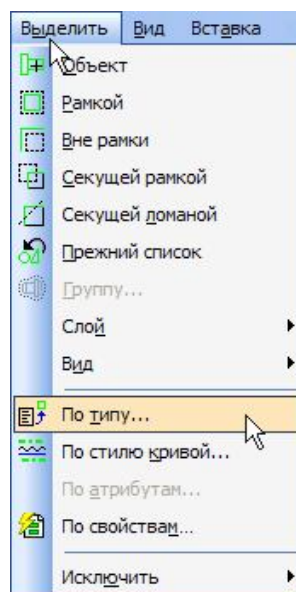 Выделить Вид Вставка
Объект
Рамкой
Вне рамки
Секущей рамкой
Секущей ломаной
Прежний список
Группу...
Слой
Вид
По типу...
По стилю кривой...
По атрибутам...
По свойствам...
Исключить